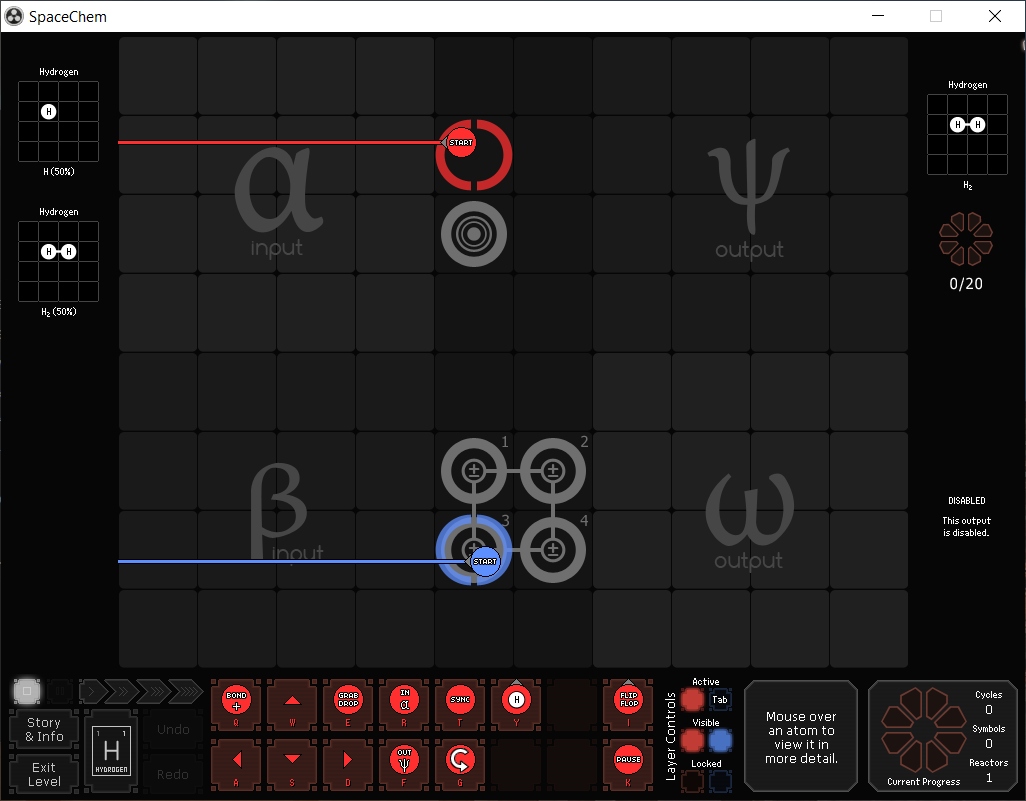 SpaceChem
Hydrogen
H
H (50%)
Hydrogen
H H
H₂ (50%)
START
α
input
ψ
output
Hydrogen
H H
H₂
0/20
1
2
3
4
START
β
input
ω
output
DISABLED
This output
is disabled.
Story
& Info
Exit
Level
1 1
H
HYDROGEN
Undo
Redo
BOND
+
Q
W
GRAB
DROP
E
IN
α
R
SYNC
T
H
Y
FLIP
FLOP
I
A
S
D
OUT
ψ
F
G
PAUSE
K
Layer Controls
Active
Tab
Visible
Locked
Mouse over
an atom to
view it in
more detail.
Cycles
0
Symbols
0
Reactors
1
Current Progress